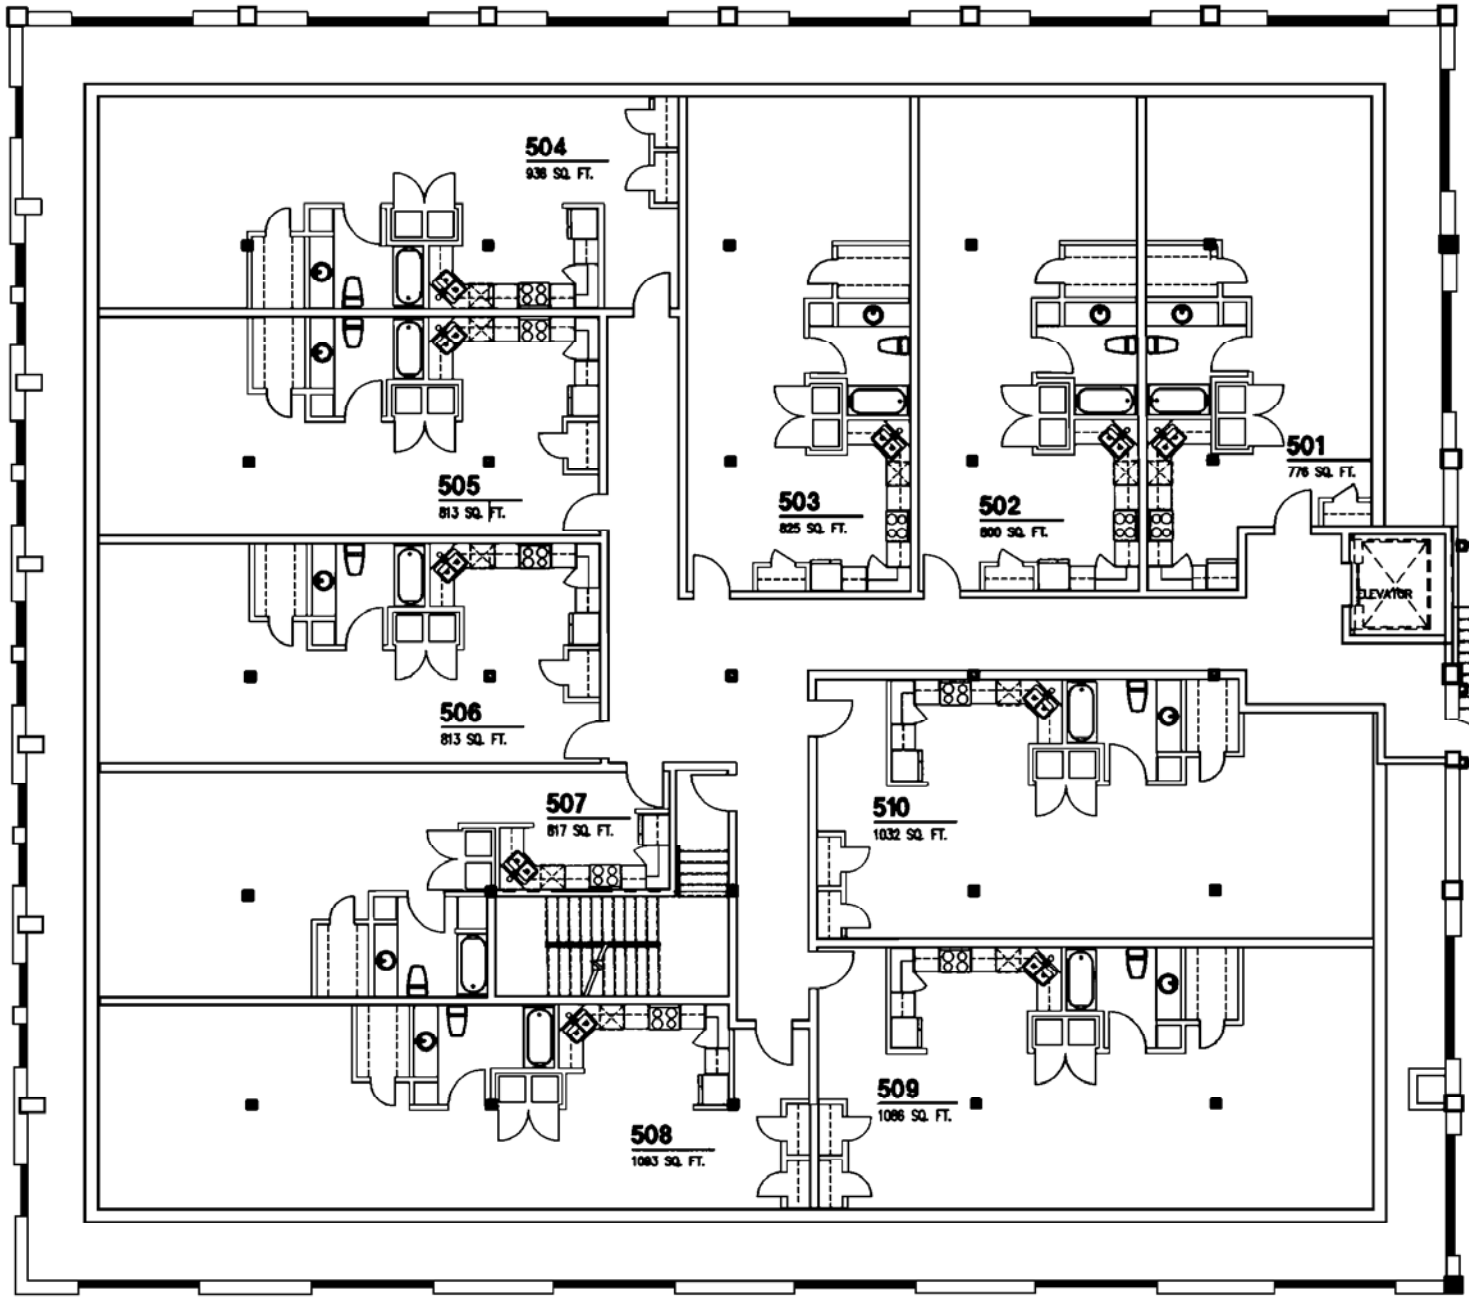 504
936 SQ. FT.
501
776 SQ. FT.
505
813 SQ. FT.
503
825 SQ. FT.
502
800 SQ. FT.
ELEVATOR
506
813 SQ. FT.
507
817 SQ. FT.
510
1032 SQ. FT.
509
1086 SQ. FT.
508
1093 SQ. FT.